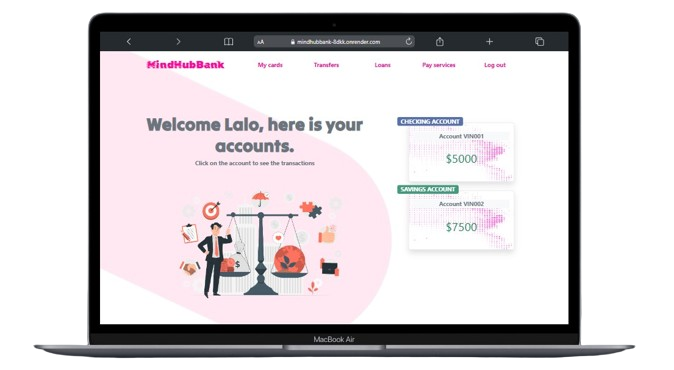 AA mindhubbank-8dkk.onrender.com
MindHubBank My cards Transfers Loans Pay services Log out
Welcome Lalo, here is your
accounts.
Click on the account to see the transactions
CHECKING ACCOUNT
Account VIN001
$5000
SAVINGS ACCOUNT
Account VIN002
$7500
$
MacBook Air